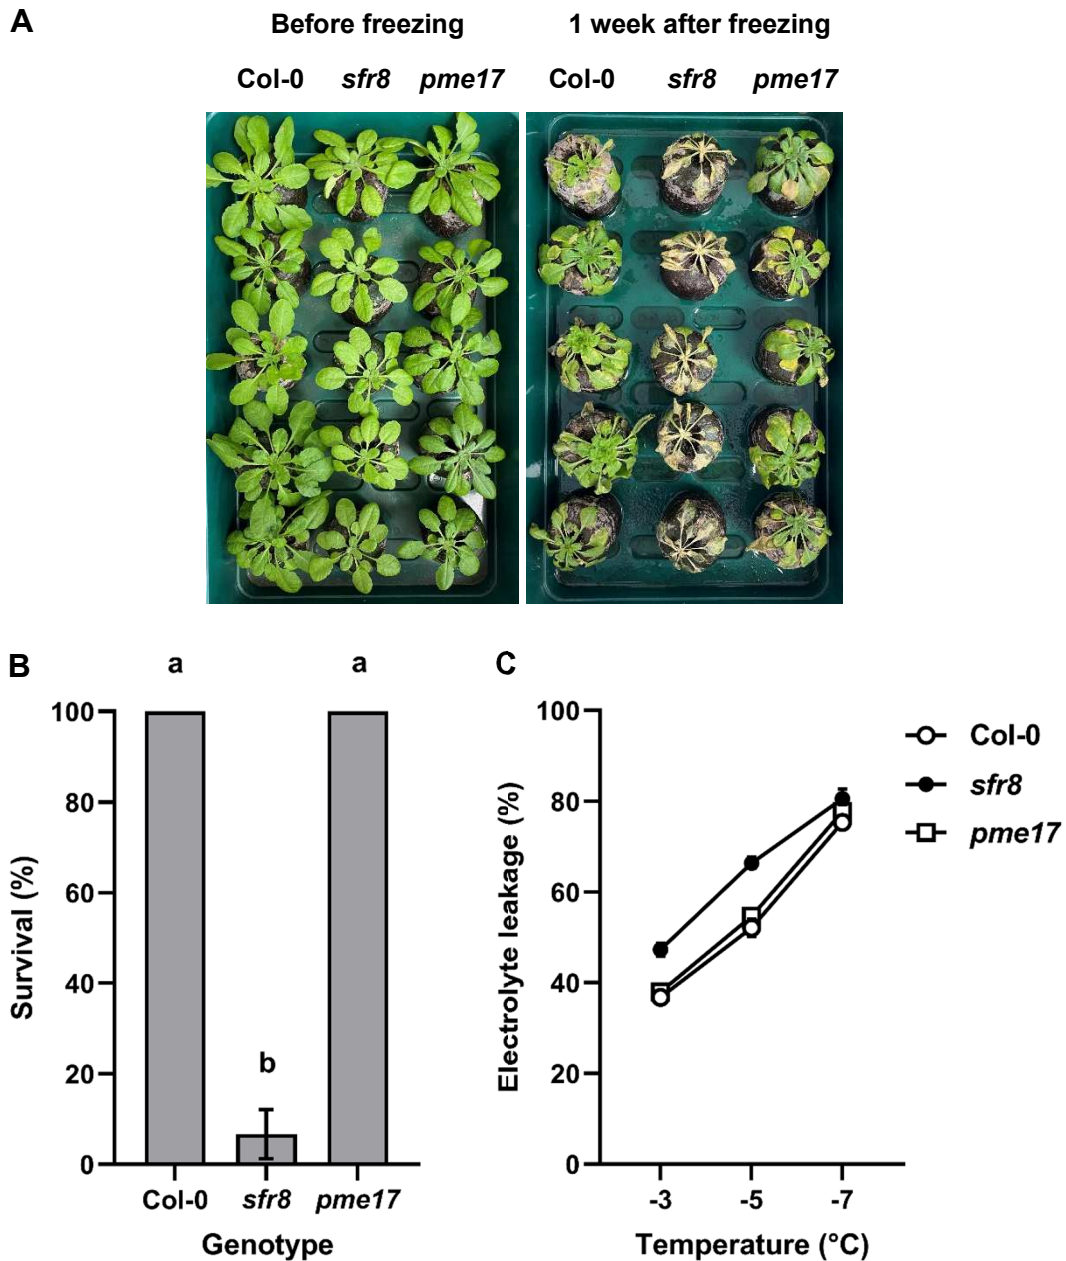 A
Before freezing
1 week after freezing
Col-0 sfr8 pme17
Col-0 sfr8 pme17
B
a
a
b
100
80
60
40
20
0
Survival (%)
Col-0 sfr8 pme17
Genotype
C
100
80
60
40
20
0
Electrolyte leakage (%)
-3 -5 -7
Temperature (°C)
Col-0
sfr8
pme17